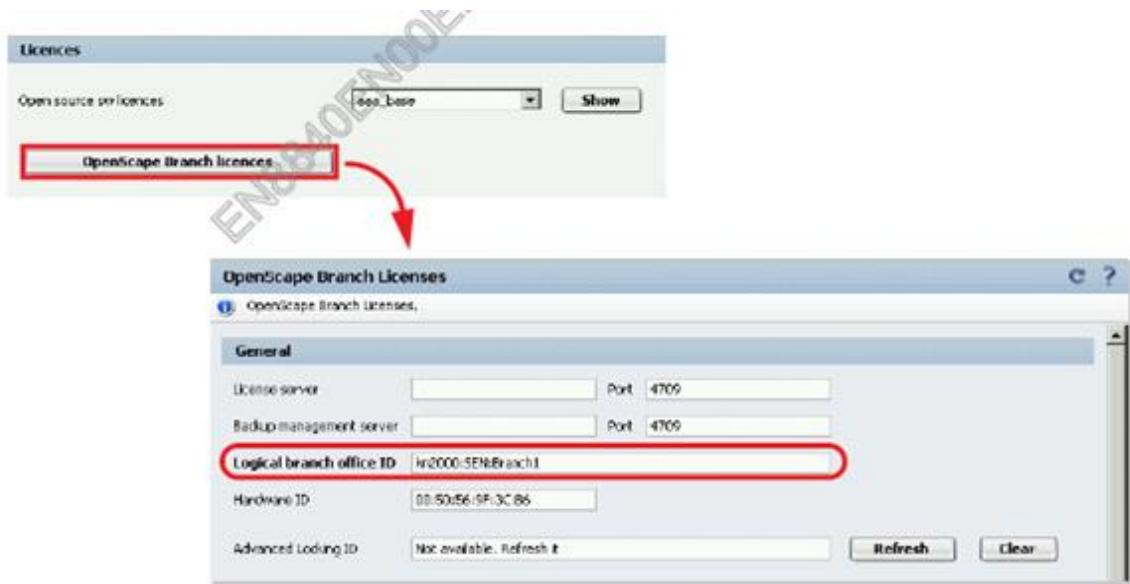 Licences
Open source sw licences
Show
OpenScape Branch licences
EN8840EN00E
OpenScape Branch Licenses
?
OpenScape Branch Licenses.
General
License server Port 4709
Backup management server Port 4709
Logical branch office ID
Hardware ID
Advanced Locking ID Not available. Refresh it Refresh Clear